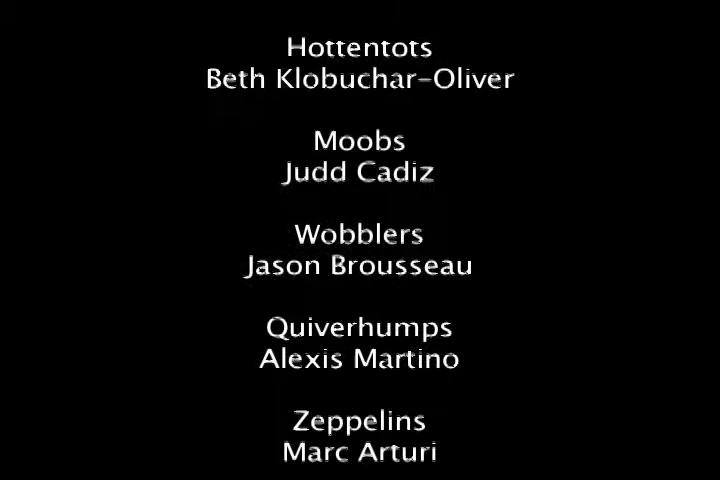 Hottentots
Beth Klobuchar-Oliver
Moobs
Judd Cadiz
Wobblers
Jason Brousseau
Quiverhumps
Alexis Martino
Zeppelins
Marc Arturi